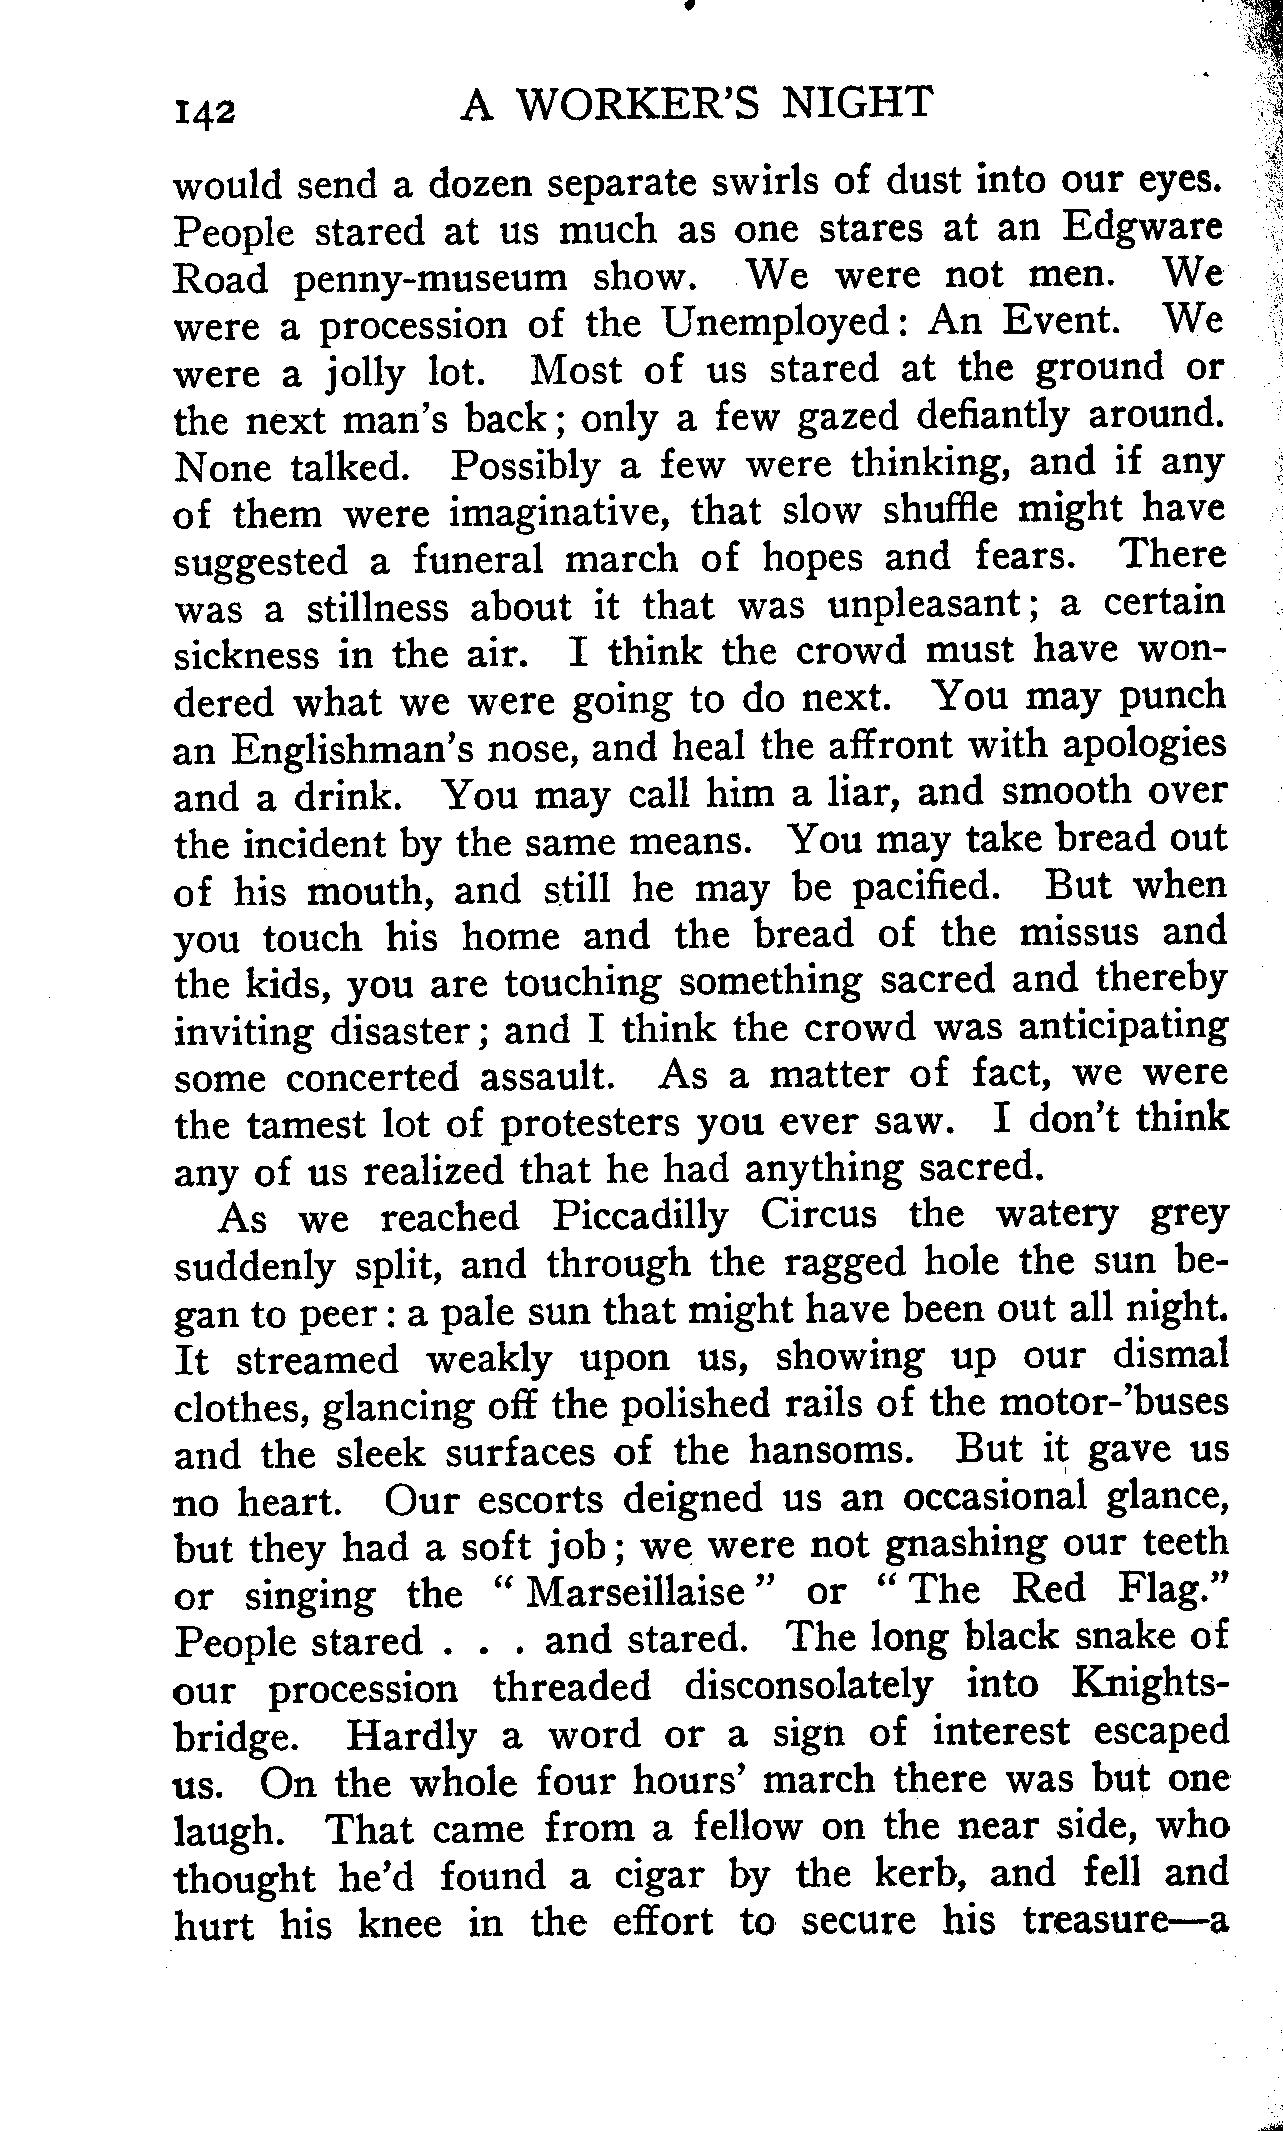 142 A WORKER'S NIGHT
would send a dozen separate swirls of dust into our eyes.
People stared at us much as one stares at an Edgware
Road penny-museum show. We were not men. We
were a procession of the Unemployed: An Event. We
were a jolly lot. Most of us stared at the ground or
the next man's back; only a few gazed defiantly around.
None talked. Possibly a few were thinking, and if any
of them were imaginative, that slow shuffle might have
suggested a funeral march of hopes and fears. There
was a stillness about it that was unpleasant; a certain
sickness in the air. I think the crowd must have won-
dered what we were going to do next. You may punch
an Englishman's nose, and heal the affront with apologies
and a drink. You may call him a liar, and smooth over
the incident by the same means. You may take bread out
of his mouth, and still he may be pacified. But when
you touch his home and the bread of the missus and
the kids, you are touching something sacred and thereby
inviting disaster; and I think the crowd was anticipating
some concerted assault. As a matter of fact, we were
the tamest lot of protesters you ever saw. I don't think
any of us realized that he had anything sacred.
As we reached Piccadilly Circus the watery grey
suddenly split, and through the ragged hole the sun be-
gan to peer: a pale sun that might have been out all night.
It streamed weakly upon us, showing up our dismal
clothes, glancing off the polished rails of the motor-'buses
and the sleek surfaces of the hansoms. But it gave us
no heart. Our escorts deigned us an occasional glance,
but they had a soft job; we were not gnashing our teeth
or singing the "Marseillaise" or "The Red Flag."
People stared . . . and stared. The long black snake of
our procession threaded disconsolately into Knights-
bridge. Hardly a word or a sign of interest escaped
us. On the whole four hours' march there was but one
laugh. That came from a fellow on the near side, who
thought he'd found a cigar by the kerb, and fell and
hurt his knee in the effort to secure his treasure—a